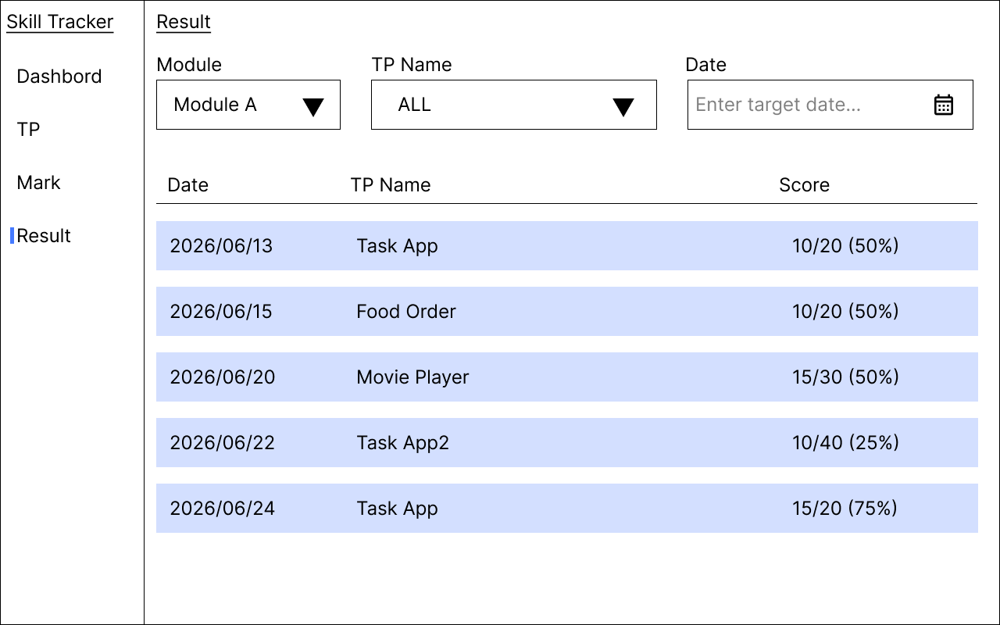 Skill Tracker
Dashbord
TP
Mark
Result
Result
Module
TP Name
Date
Module A
ALL
Enter target date...
Date
TP Name
Score
2026/06/13 Task App 10/20 (50%)
2026/06/15 Food Order 10/20 (50%)
2026/06/20 Movie Player 15/30 (50%)
2026/06/22 Task App2 10/40 (25%)
2026/06/24 Task App 15/20 (75%)